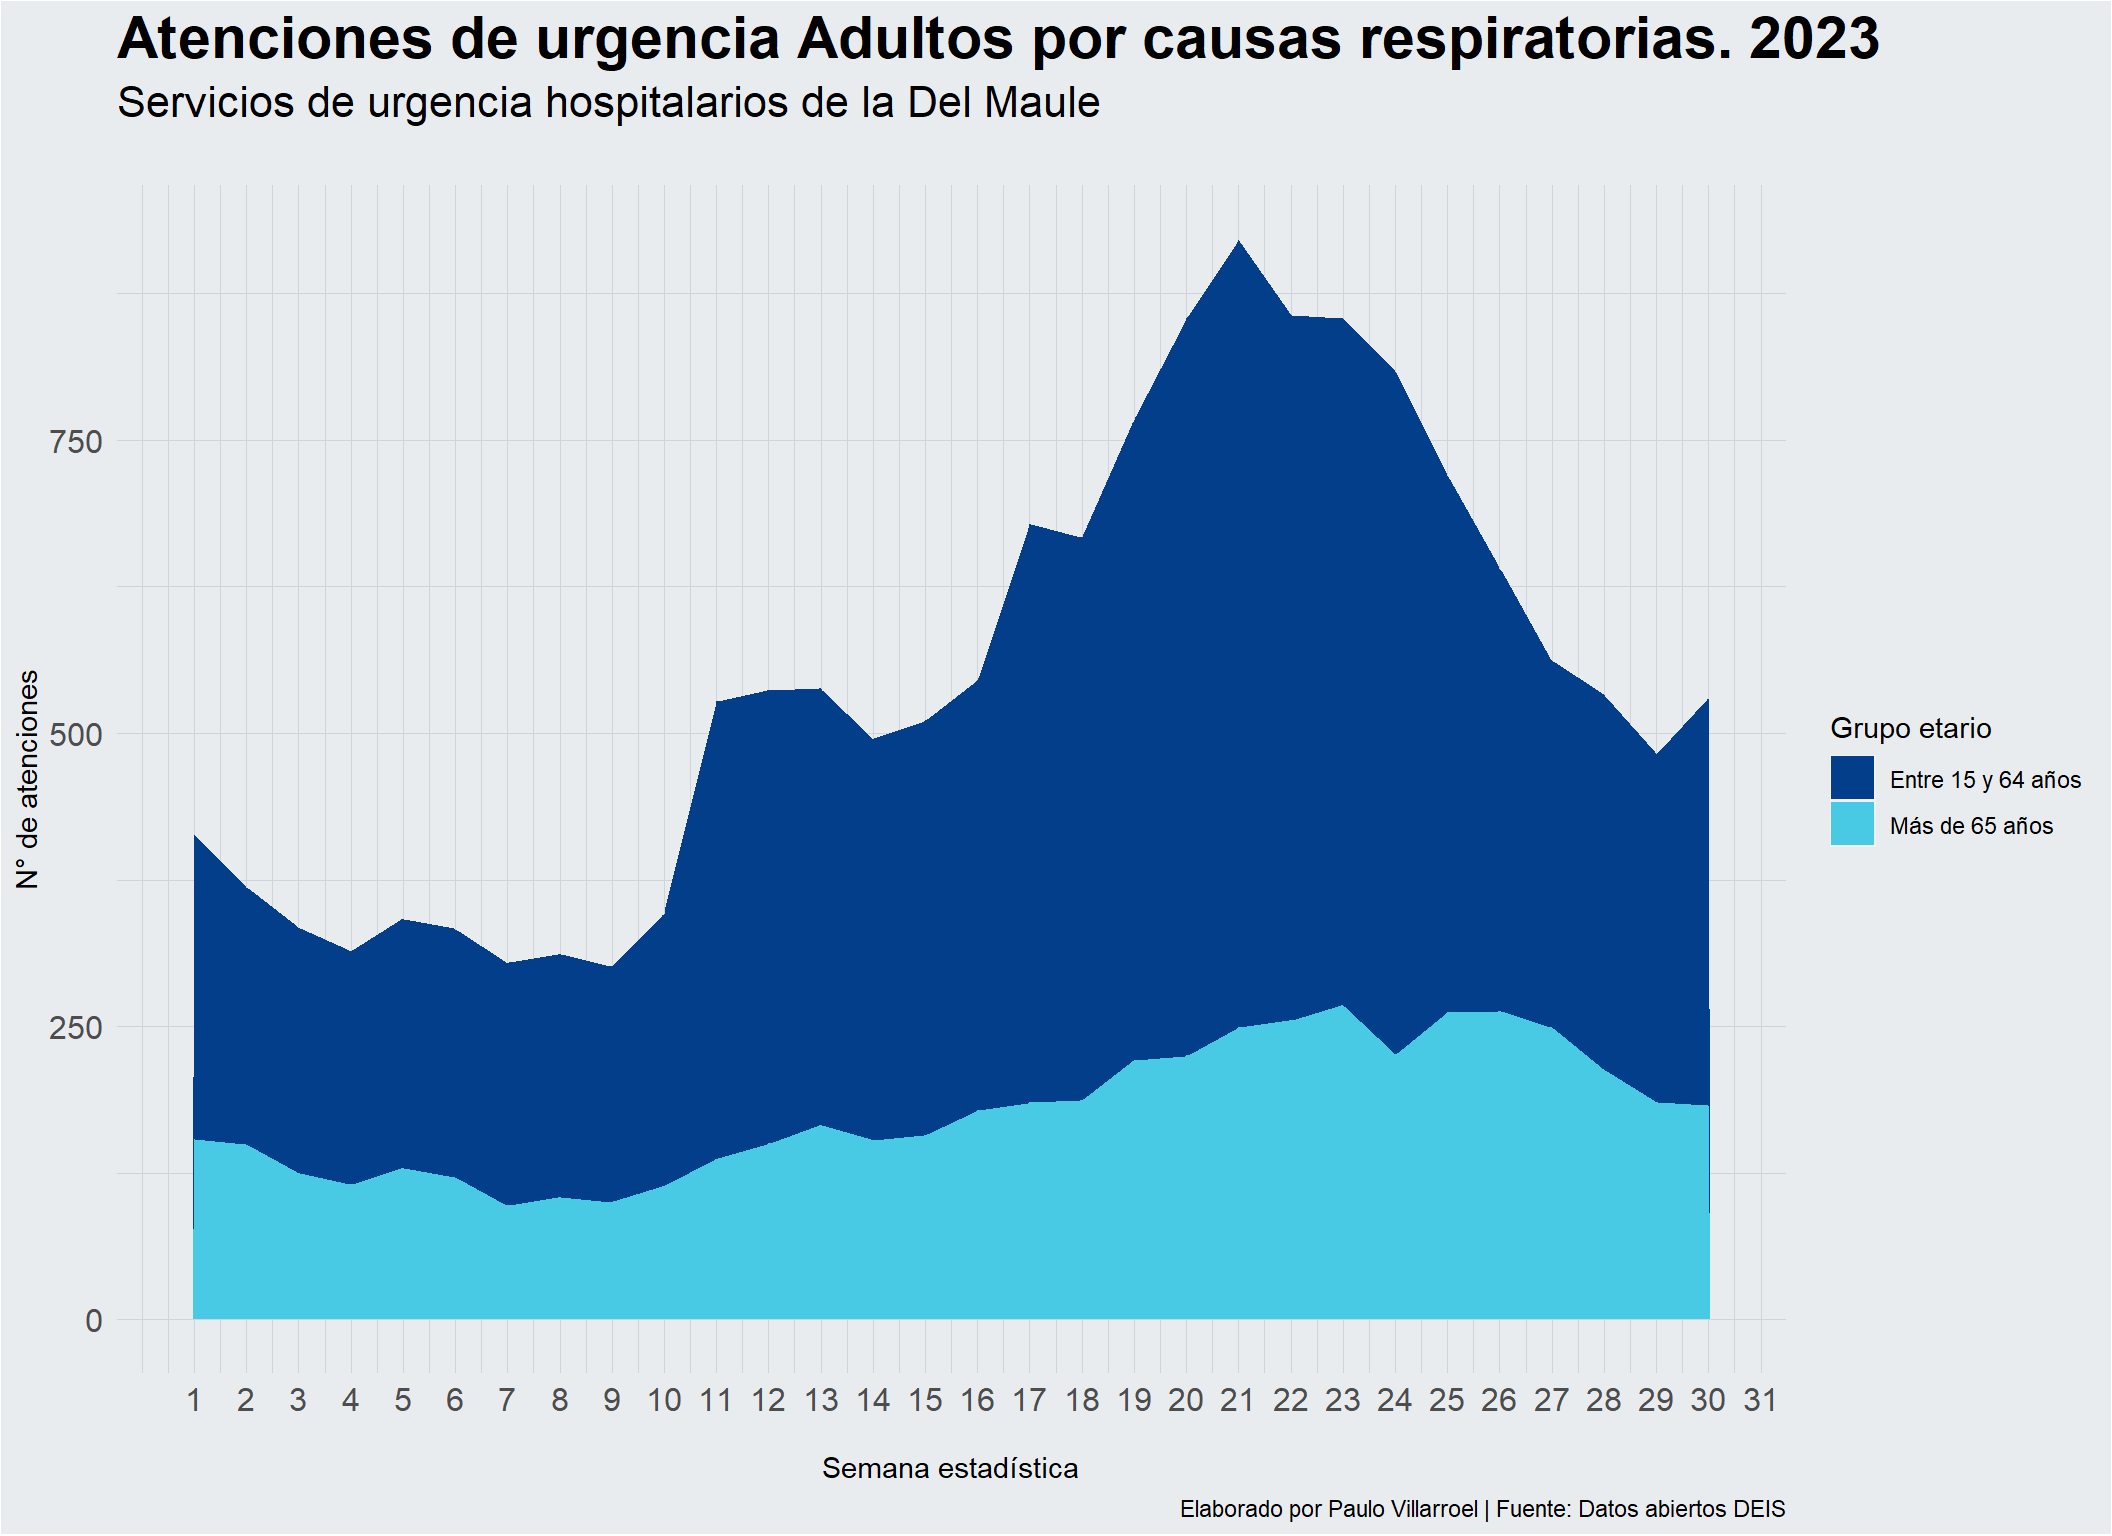 Atenciones de urgencia Adultos por causas respiratorias. 2023
Servicios de urgencia hospitalarios de la Del Maule
N° de atenciones
750
500
250
0
1 2 3 4 5 6 7 8 9 10 11 12 13 14 15 16 17 18 19 20 21 22 23 24 25 26 27 28 29 30 31
Semana estadística
Grupo etario
Entre 15 y 64 años
Más de 65 años
Elaborado por Paulo Villarroel | Fuente: Datos abiertos DEIS